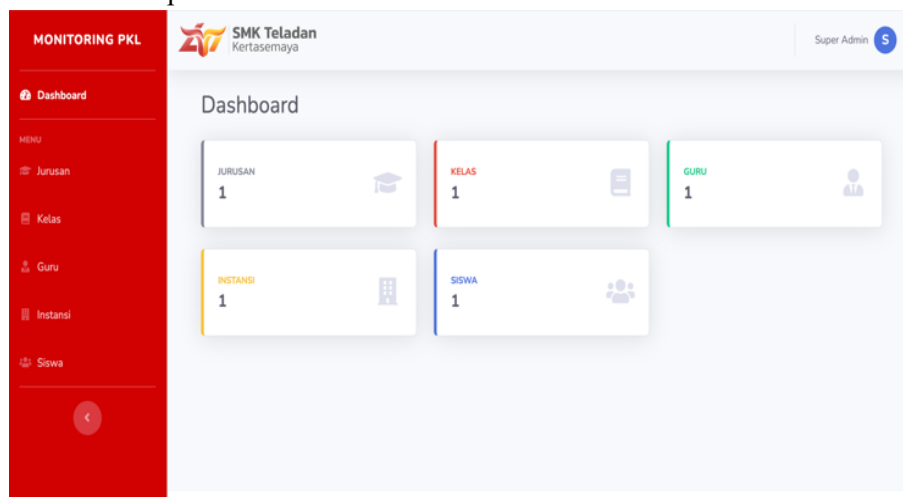 MONITORING PKL
SMK Teladan
Kertasemaya
Super Admin S
Dashboard
Dashboard
MENU
Jurusan
Kelas
Guru
Instansi
Siswa
JURUSAN
1
KELAS
1
GURU
1
INSTANSI
1
SISWA
1